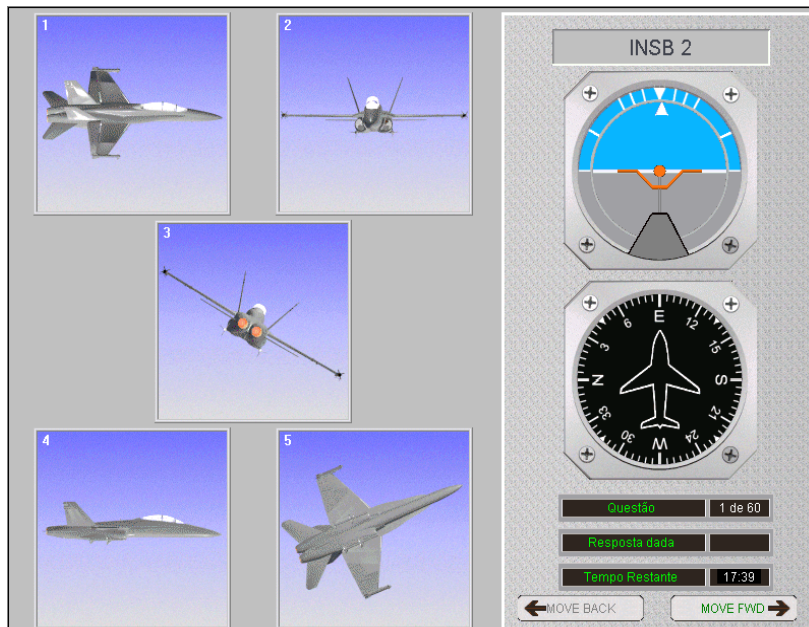 1
2
3
4
5
INSB 2
E
12
15
S
21
24
W
30
33
N
3
6
Questão 1 de 60
Resposta dada
Tempo Restante 17:39
MOVE BACK
MOVE FWD